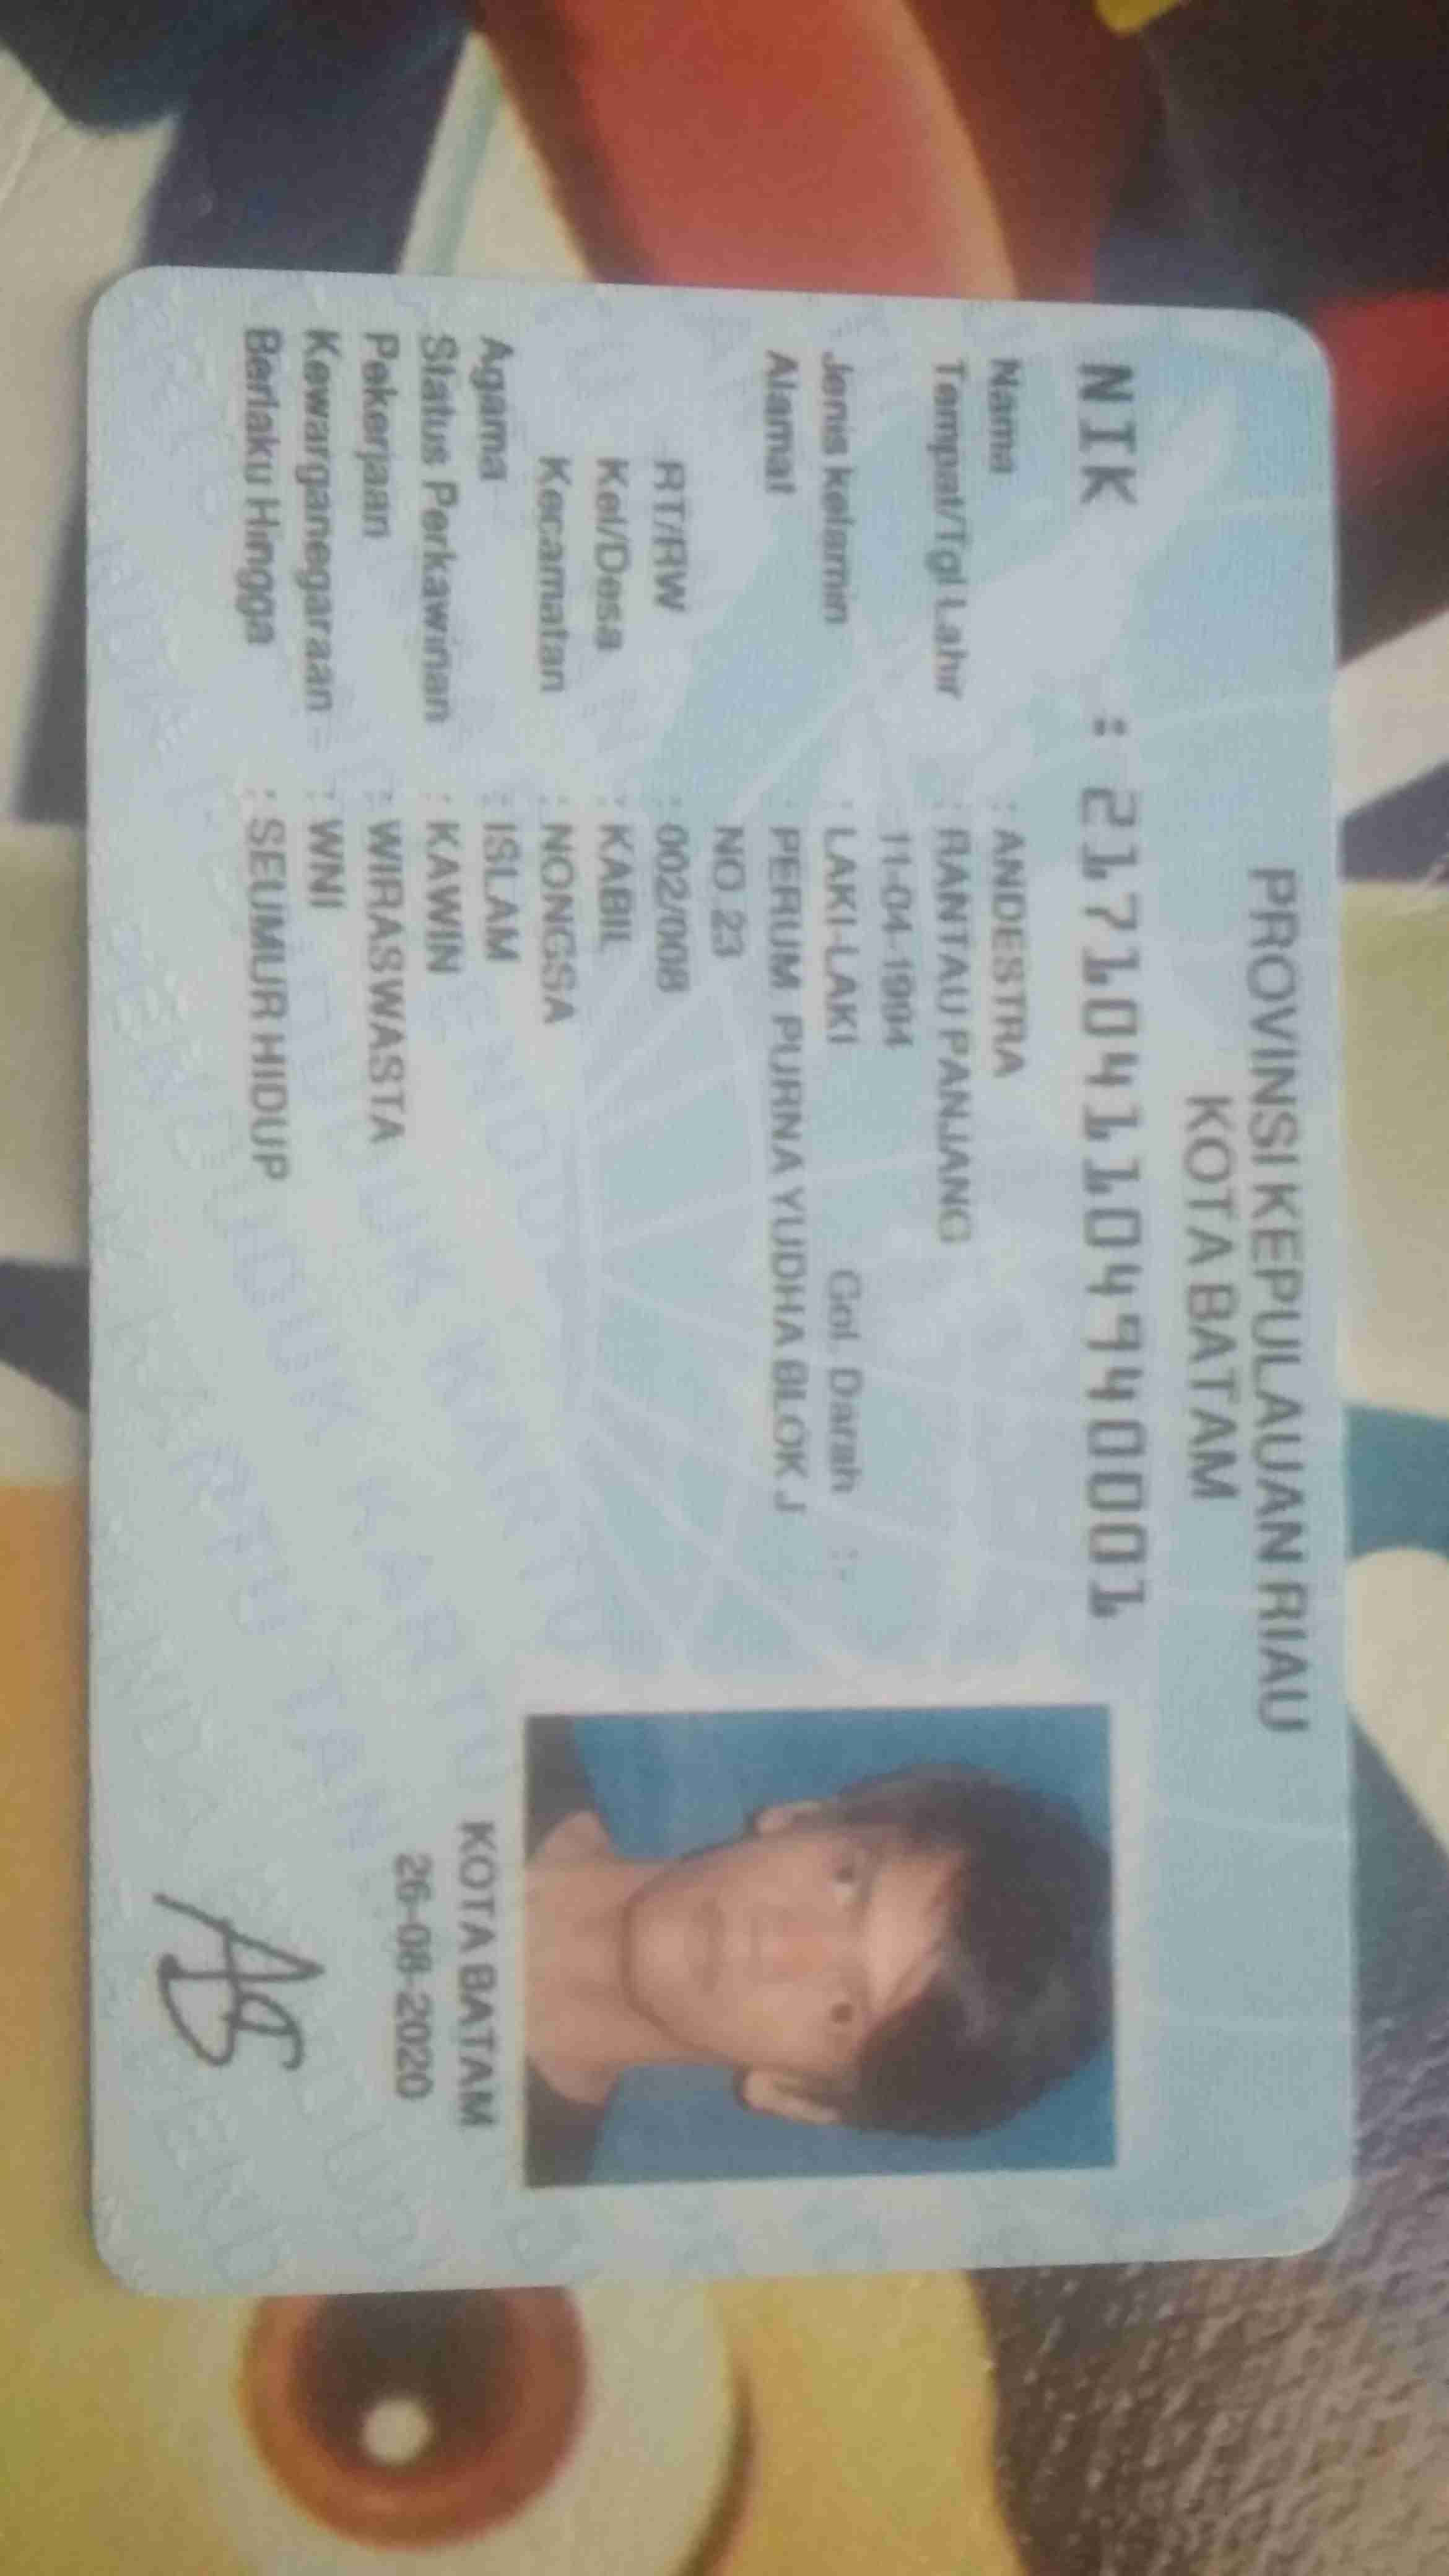 PROVINSI KEPULAUAN RIAU
KOTA BATAM
NIK : 2171041104940001
Nama : ANDESTRA
Tempat/Tgl Lahir : RANTAU PANJANG
11-04-1994
Jenis kelamin : LAKI-LAKI Gol. Darah : -
Alamat : PERUM PURNA YUDHA BLOK J
NO 23
RT/RW : 002/008
Kel/Desa : KABIL
Kecamatan : NONGSA
Agama : ISLAM
Status Perkawinan : KAWIN
Pekerjaan : WIRASWASTA
Kewarganegaraan : WNI
Berlaku Hingga : SEUMUR HIDUP
KOTA BATAM
26-08-2020